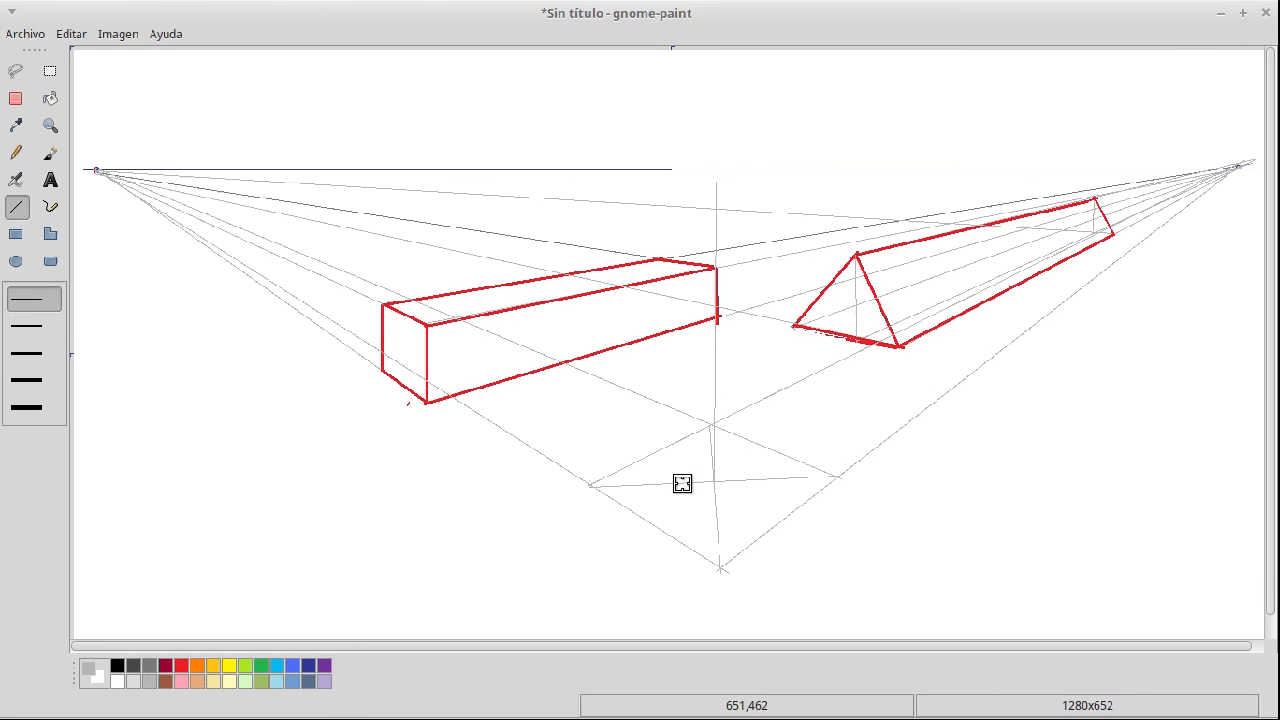 *Sin título - gnome-paint
Archivo Editar Imagen Ayuda
A
651,462 1280x652